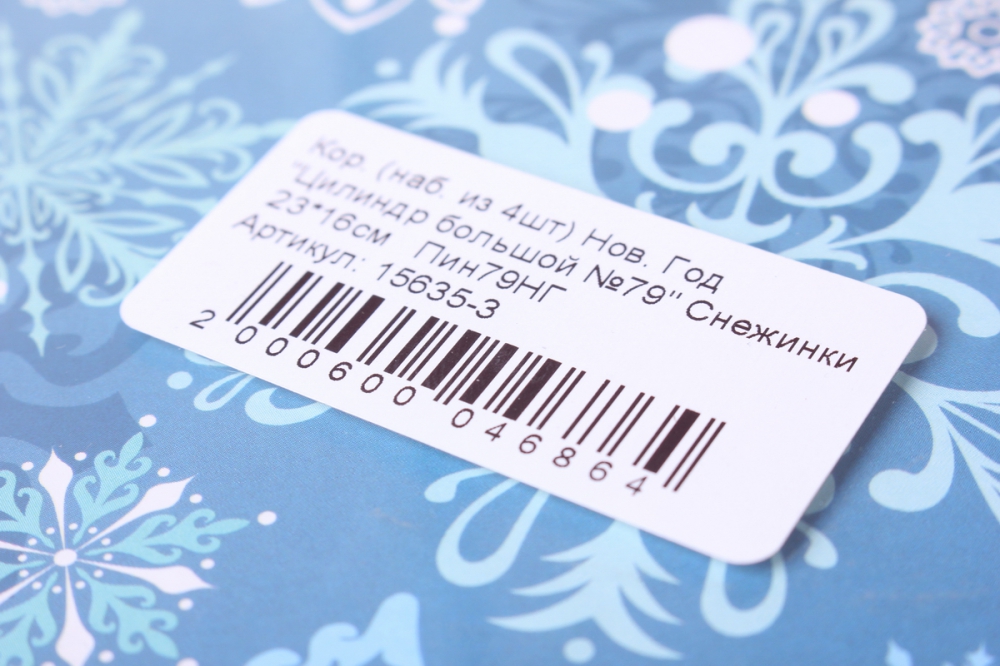 Кор. (наб. из 4шт) Нов. Год
"Цилиндр большой №79" Снежинки
23*16см Пин79НГ
Артикул: 15635-3
2 000600 046864